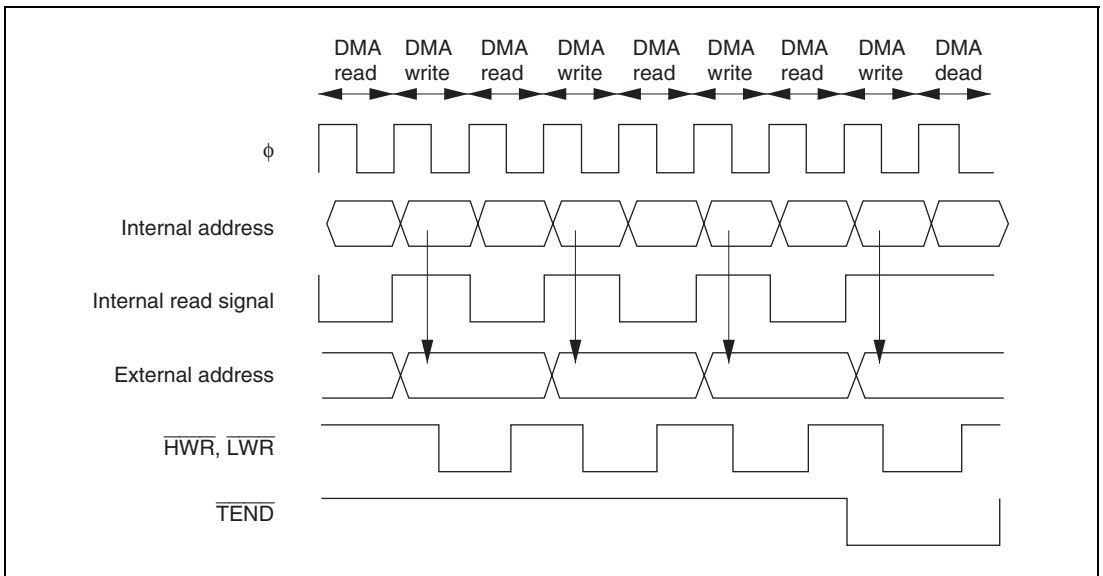 DMA read DMA write DMA read DMA write DMA read DMA write DMA read DMA write DMA dead
φ
Internal address
Internal read signal
External address
HWR, LWR
TEND